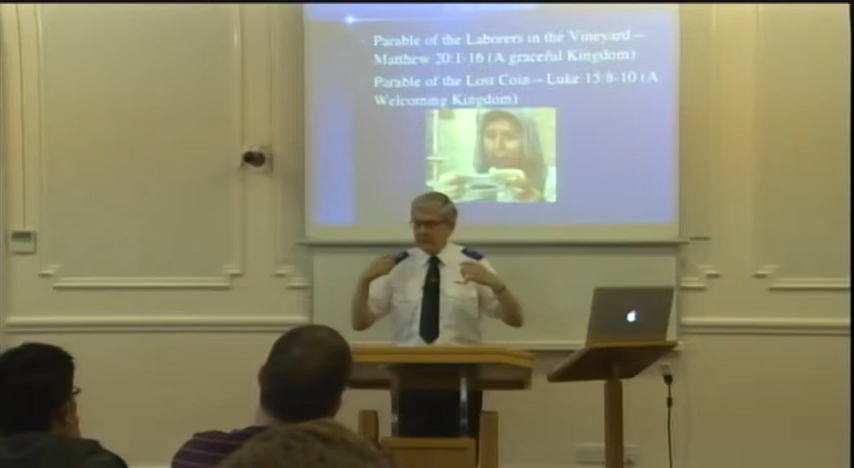 Parable of the Laborers in the Vineyard –
Matthew 20:1-16 (A graceful Kingdom)
Parable of the Lost Coin – Luke 15:8-10 (A
Welcoming Kingdom)